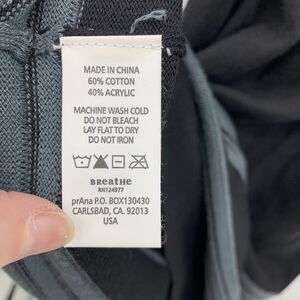 MADE IN CHINA
60% COTTON
40% ACRYLIC
MACHINE WASH COLD
DO NOT BLEACH
LAY FLAT TO DRY
DO NOT IRON
BREATHE
RN124977
prAna P.O. BOX130430
CARLSBAD, CA. 92013
USA